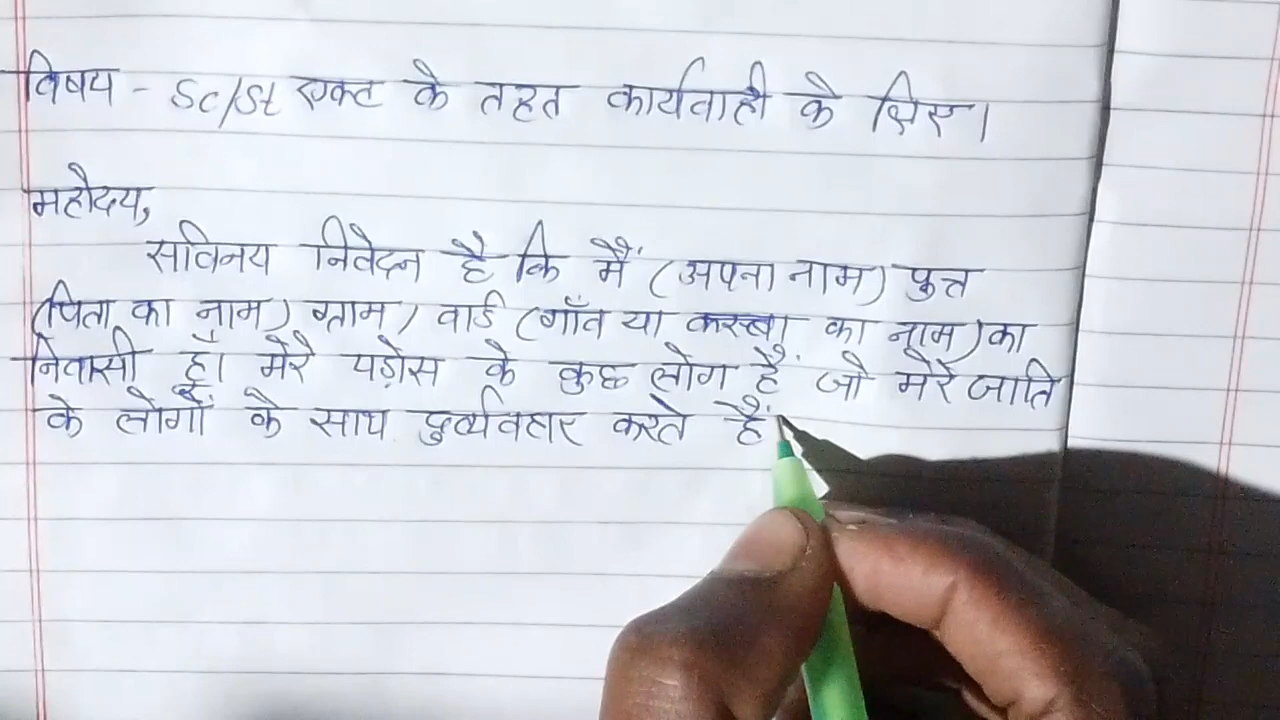 विषय - Sc/St एक्ट के तहत कार्यवाही के लिए।
महोदय,
सविनय निवेदन है कि मैं (अपना नाम) पुत्र
(पिता का नाम) ग्राम / वार्ड (गाँव या कस्बा का नाम) का
निवासी हूँ। मेरे पड़ोस के कुछ लोग हैं जो मेरे जाति
के लोगों के साथ दुर्व्यवहार करते हैं